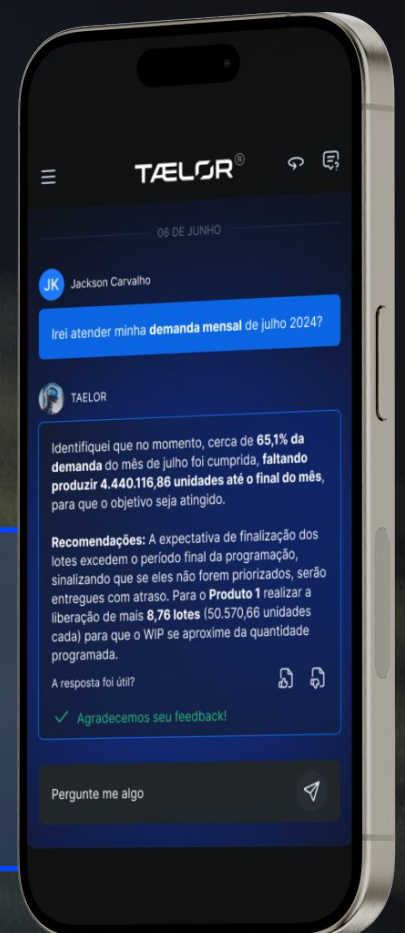 TÆLOR®
06 DE JUNHO
JK Jackson Carvalho
Irei atender minha demanda mensal de julho 2024?
TAELOR
Identifiquei que no momento, cerca de 65,1% da
demanda do mês de julho foi cumprida, faltando
produzir 4.440.116,86 unidades até o final do mês,
para que o objetivo seja atingido.
Recomendações: A expectativa de finalização dos
lotes excedem o período final da programação,
sinalizando que se eles não forem priorizados, serão
entregues com atraso. Para o Produto 1 realizar a
liberação de mais 8,76 lotes (50.570,66 unidades
cada) para que o WIP se aproxime da quantidade
programada.
A resposta foi útil?
Agradecemos seu feedback!
Pergunte me algo